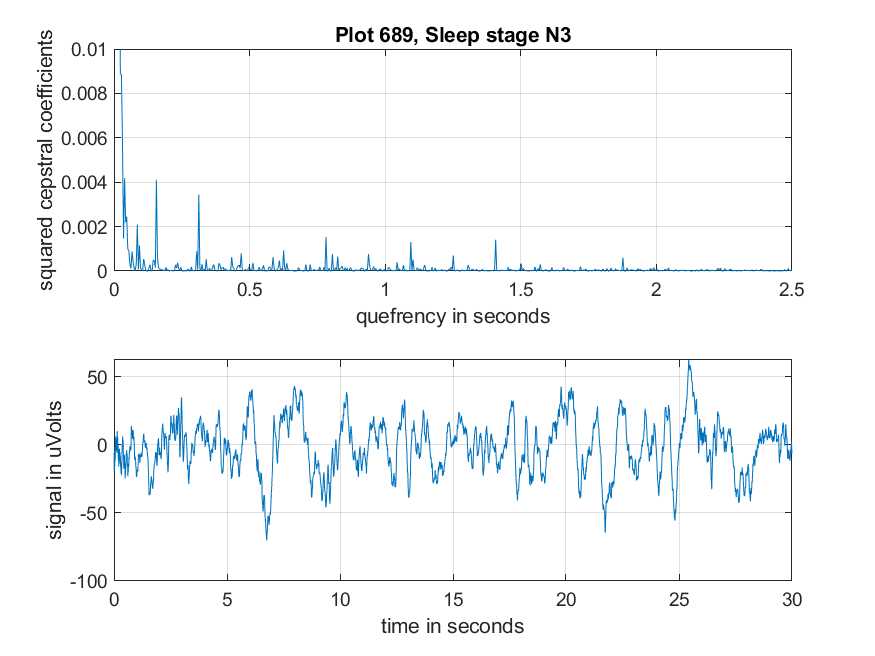 Plot 689, Sleep stage N3
squared cepstral coefficients
0.01
0.008
0.006
0.004
0.002
0
0 0.5 1 1.5 2 2.5
quefrency in seconds
signal in uVolts
50
0
-50
-100
0 5 10 15 20 25 30
time in seconds